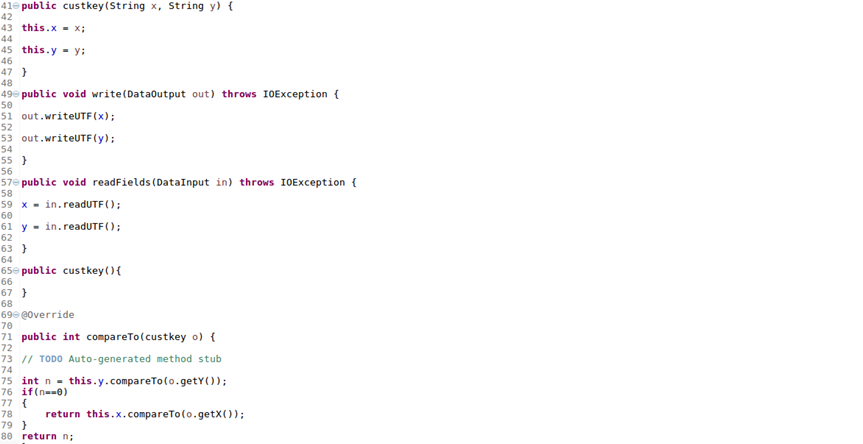 41 public custkey(String x, String y) {
42
43 this.x = x;
44
45 this.y = y;
46
47 }
48
49 public void write(DataOutput out) throws IOException {
50
51 out.writeUTF(x);
52
53 out.writeUTF(y);
54
55 }
56
57 public void readFields(DataInput in) throws IOException {
58
59 x = in.readUTF();
60
61 y = in.readUTF();
62
63 }
64
65 public custkey(){
66
67 }
68
69 @Override
70
71 public int compareTo(custkey o) {
72
73 // TODO Auto-generated method stub
74
75 int n = this.y.compareTo(o.getY());
76 if(n==0)
77 {
78 return this.x.compareTo(o.getX());
79 }
80 return n;